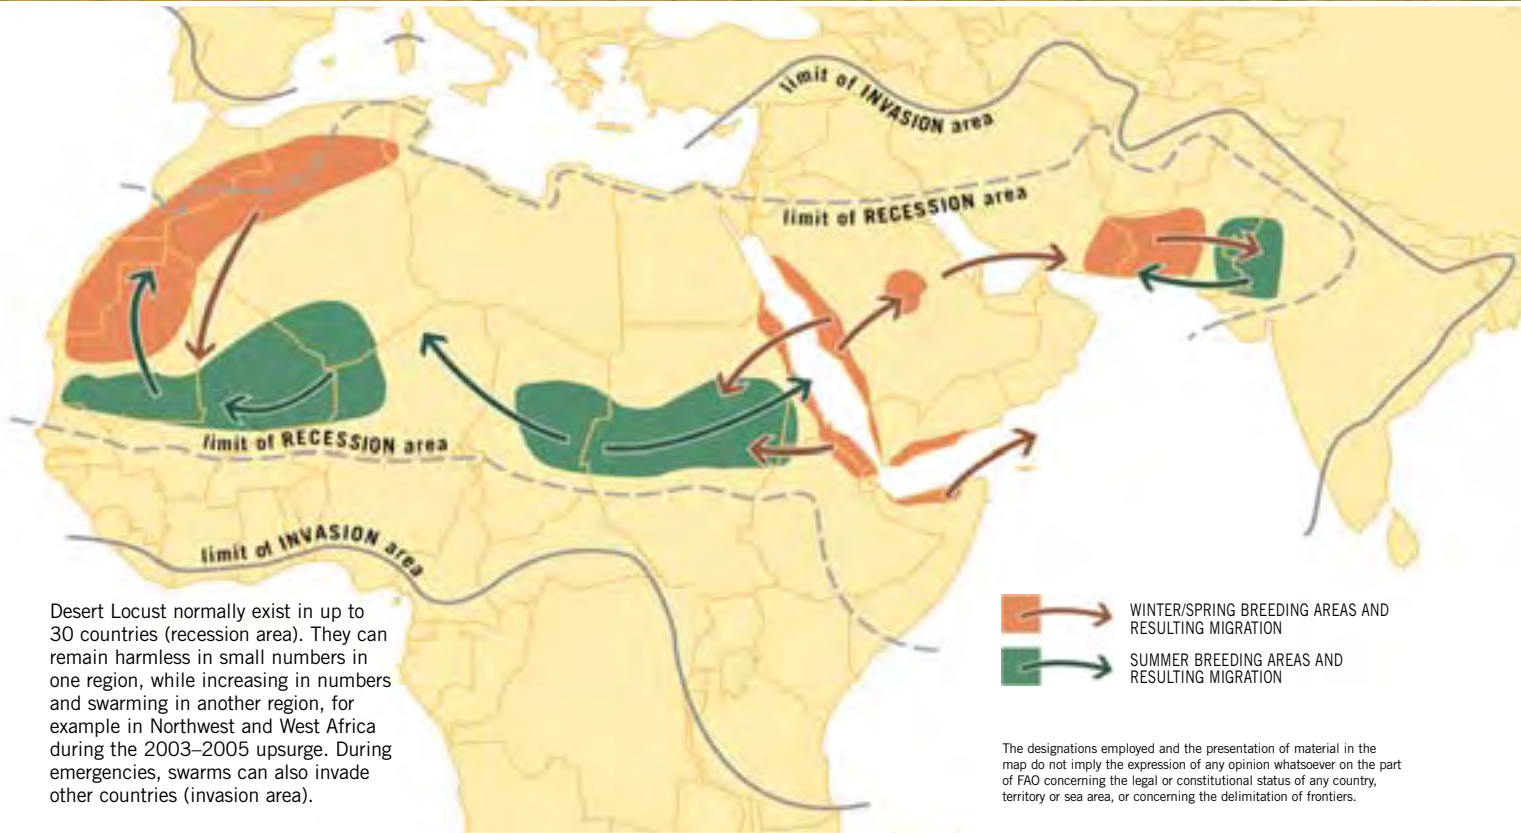 limit of INVASION area
limit of RECESSION area
limit of RECESSION area
limit of INVASION area
Desert Locust normally exist in up to
30 countries (recession area). They can
remain harmless in small numbers in
one region, while increasing in numbers
and swarming in another region, for
example in Northwest and West Africa
during the 2003–2005 upsurge. During
emergencies, swarms can also invade
other countries (invasion area).
WINTER/SPRING BREEDING AREAS AND
RESULTING MIGRATION
SUMMER BREEDING AREAS AND
RESULTING MIGRATION
The designations employed and the presentation of material in the
map do not imply the expression of any opinion whatsoever on the part
of FAO concerning the legal or constitutional status of any country,
territory or sea area, or concerning the delimitation of frontiers.